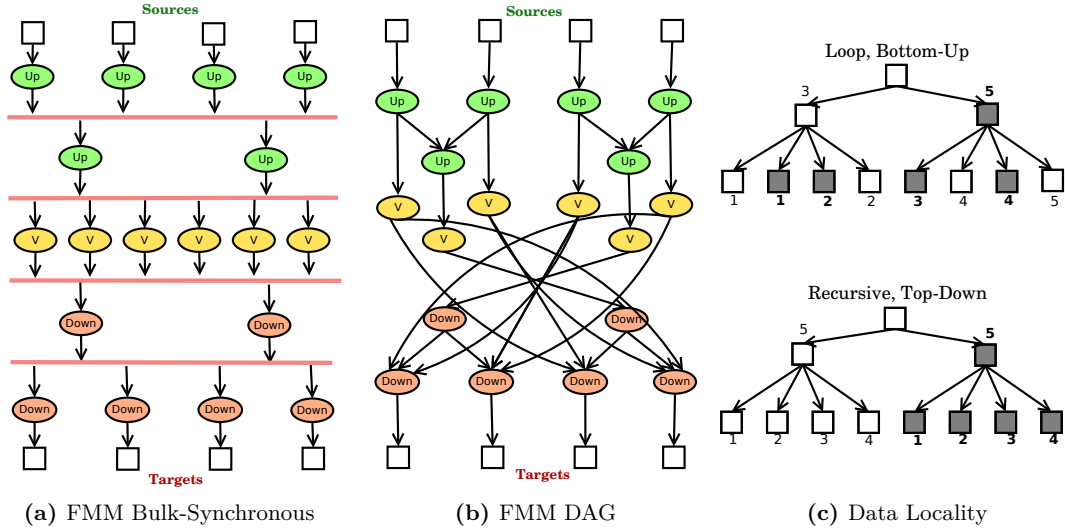 Sources
Up Up Up Up
Up Up
V V V V V V
Down Down
Down Down Down Down
Targets
(a) FMM Bulk-Synchronous
Sources
Up Up Up Up
Up Up
V V V V
V V
Down Down
Down Down Down Down
Targets
(b) FMM DAG
Loop, Bottom-Up
3 5
1 1 2 2 3 4 4 5
Recursive, Top-Down
5 5
1 2 3 4 1 2 3 4
(c) Data Locality